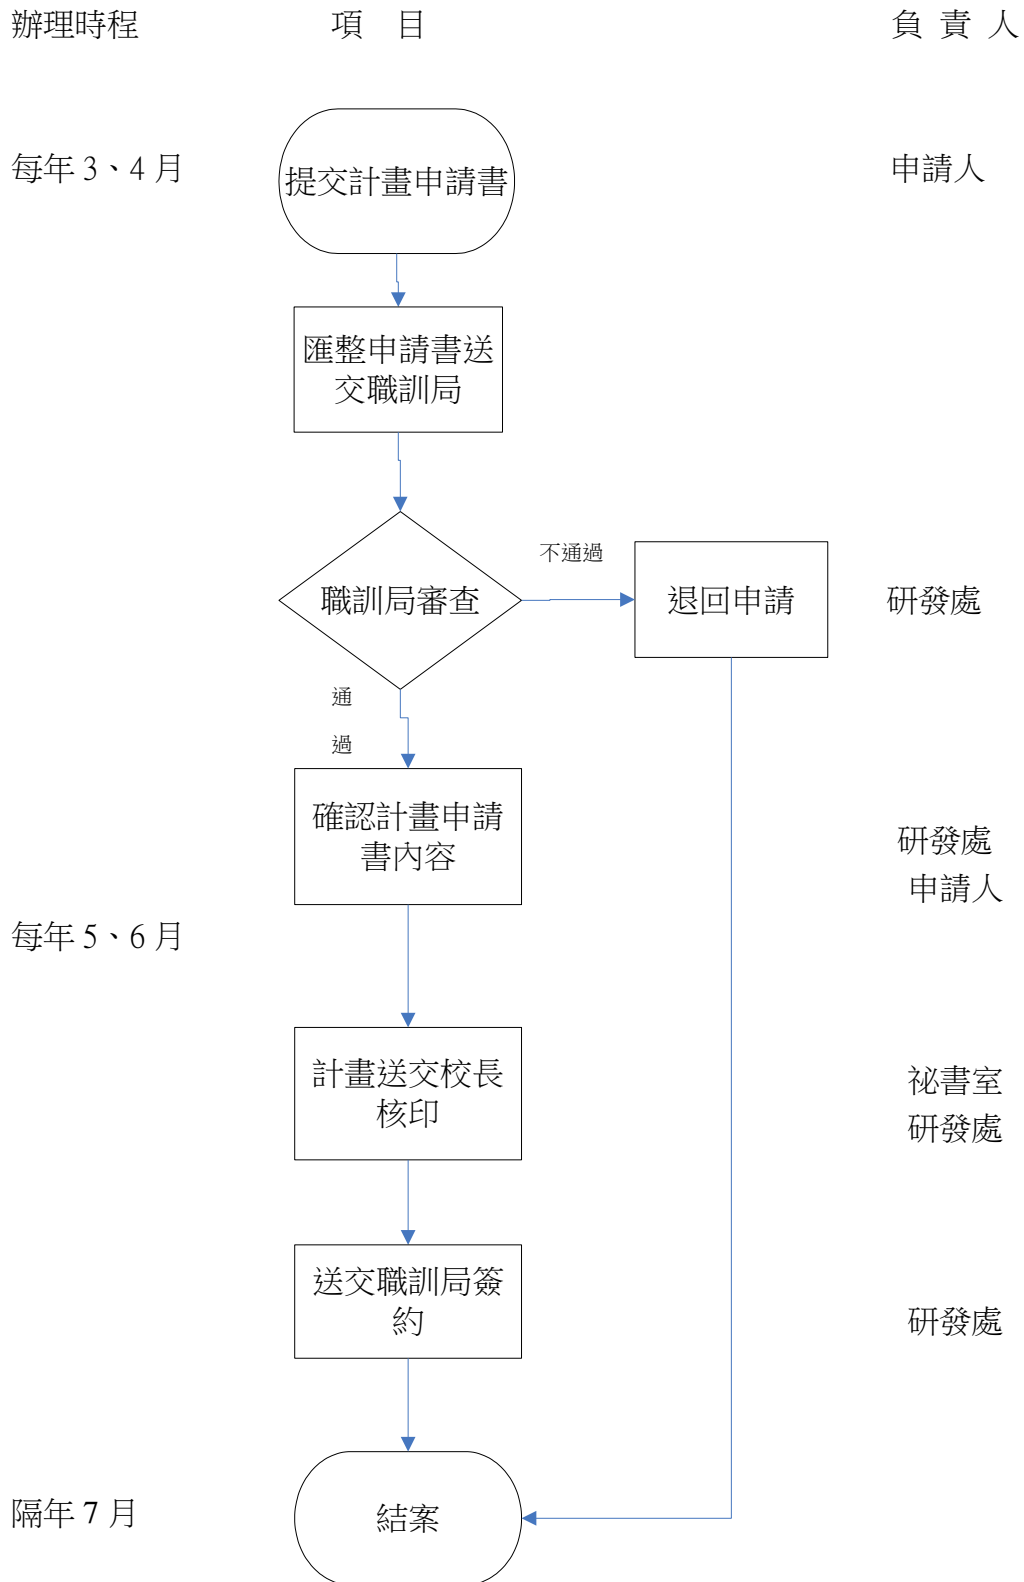 辦理時程 項 目 負 責 人
每年 3、4 月 提交計畫申請書 申請人
匯整申請書送
交職訓局
不通過
職訓局審查 退回申請 研發處
通
過
確認計畫申請
書內容
研發處
申請人
每年 5、6 月
計畫送交校長
核印
祕書室
研發處
送交職訓局簽
約
研發處
隔年 7 月 結案